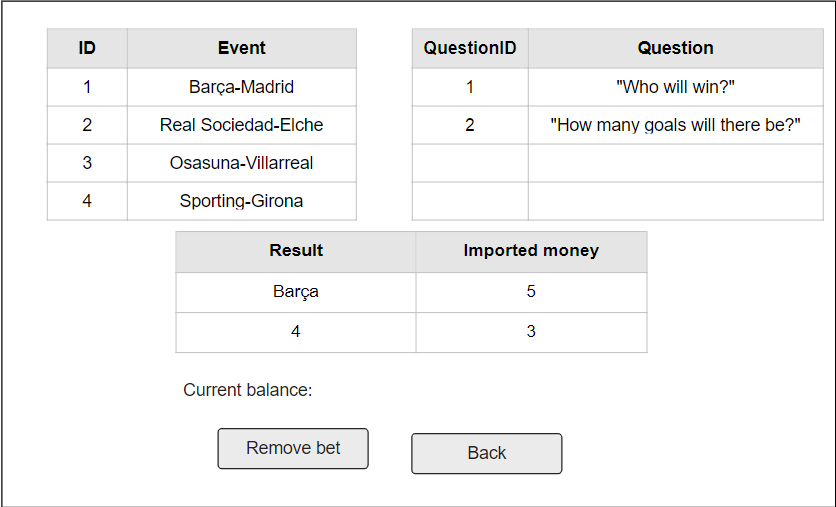 ID Event
1 Barça-Madrid
2 Real Sociedad-Elche
3 Osasuna-Villarreal
4 Sporting-Girona
QuestionID Question
1 "Who will win?"
2 "How many goals will there be?"
Result Imported money
Barça 5
4 3
Current balance:
Remove bet
Back